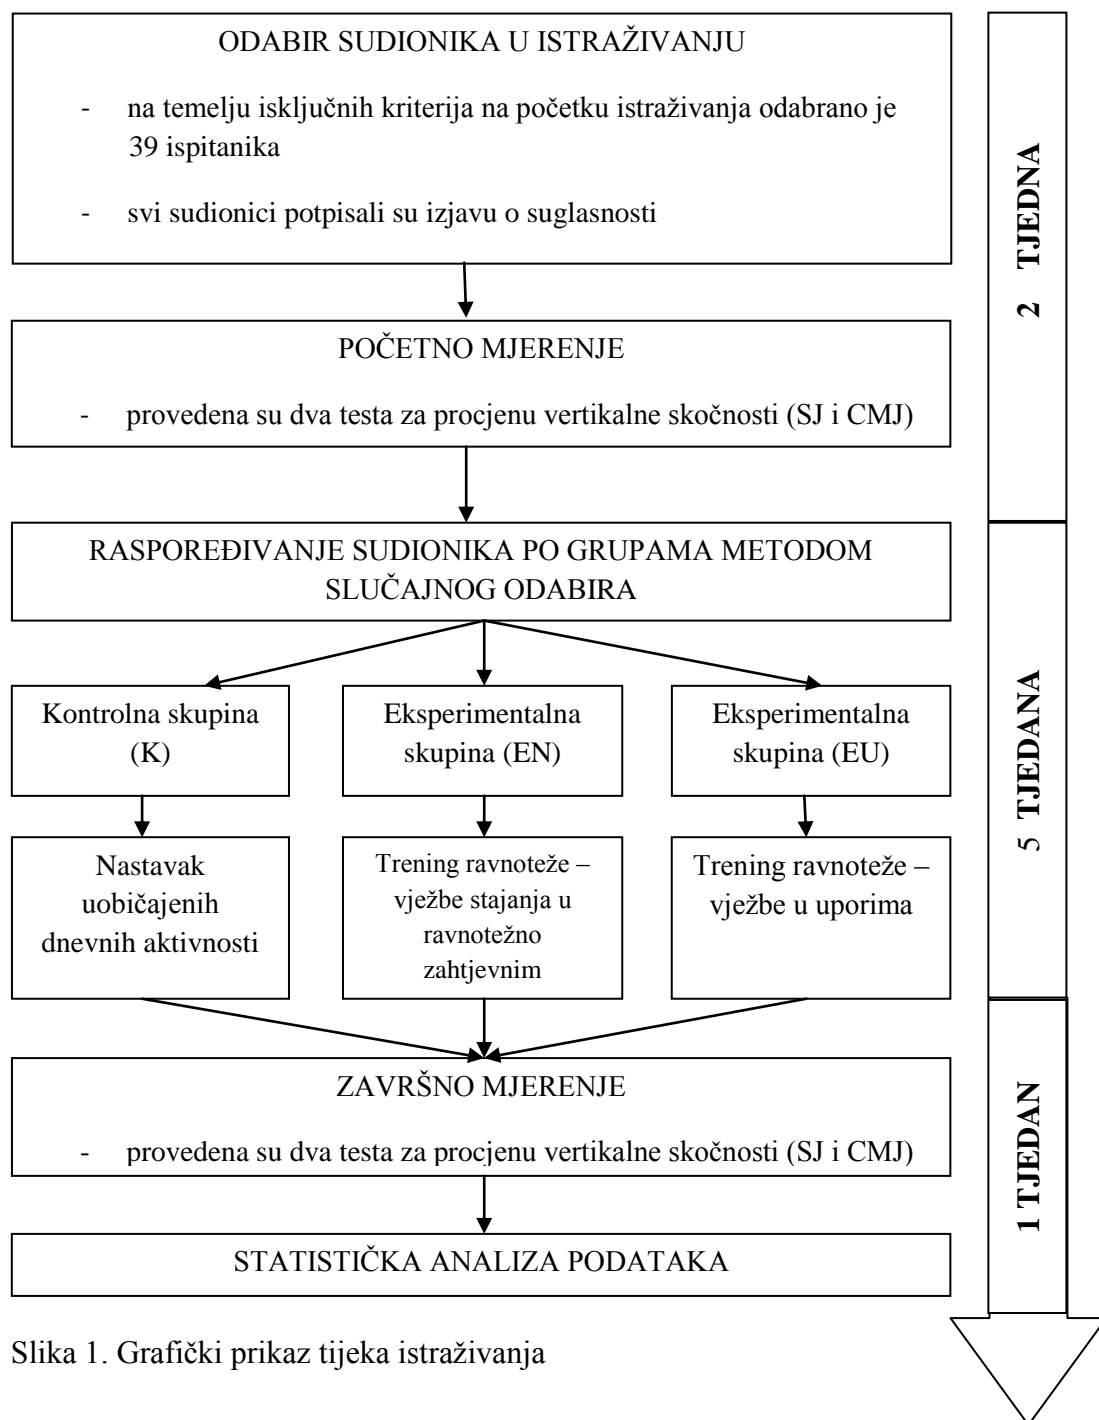 ODABIR SUDIONIKA U ISTRAŽIVANJU
- na temelju isključnih kriterija na početku istraživanja odabrano je
39 ispitanika
- svi sudionici potpisali su izjavu o suglasnosti
2 TJEDNA
POČETNO MJERENJE
- provedena su dva testa za procjenu vertikalne skočnosti (SJ i CMJ)
RASPOREĐIVANJE SUDIONIKA PO GRUPAMA METODOM
SLUČAJNOG ODABIRA
Kontrolna skupina
(K)
Eksperimentalna
skupina (EN)
Eksperimentalna
skupina (EU)
5 TJEDANA
Nastavak
uobičajenih
dnevnih aktivnosti
Trening ravnoteže –
vježbe stajanja u
ravnotežno
zahtjevnim
Trening ravnoteže –
vježbe u uporima
ZAVRŠNO MJERENJE
- provedena su dva testa za procjenu vertikalne skočnosti (SJ i CMJ)
1 TJEDAN
STATISTIČKA ANALIZA PODATAKA
Slika 1. Grafički prikaz tijeka istraživanja